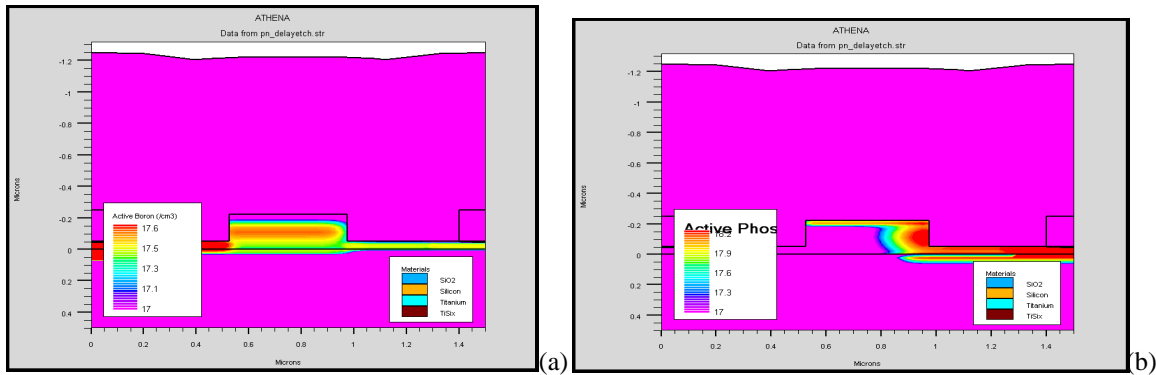 ATHENA
Data from pn_delayetch.str
-1.2
-1
-0.8
-0.6
-0.4
-0.2
0
0.2
0.4
Microns
Active Boron (/cm3)
17.6
17.5
17.3
17.1
17
Materials
SiO2
Silicon
Titanium
TiSix
0 0.2 0.4 0.6 0.8 1 1.2 1.4
Microns
(a)
ATHENA
Data from pn_delayetch.str
-1.2
-1
-0.8
-0.6
-0.4
-0.2
0
0.2
0.4
Microns
Active Phos
17.9
17.6
17.3
17
Materials
SiO2
Silicon
Titanium
TiSix
0 0.2 0.4 0.6 0.8 1 1.2 1.4
Microns
(b)